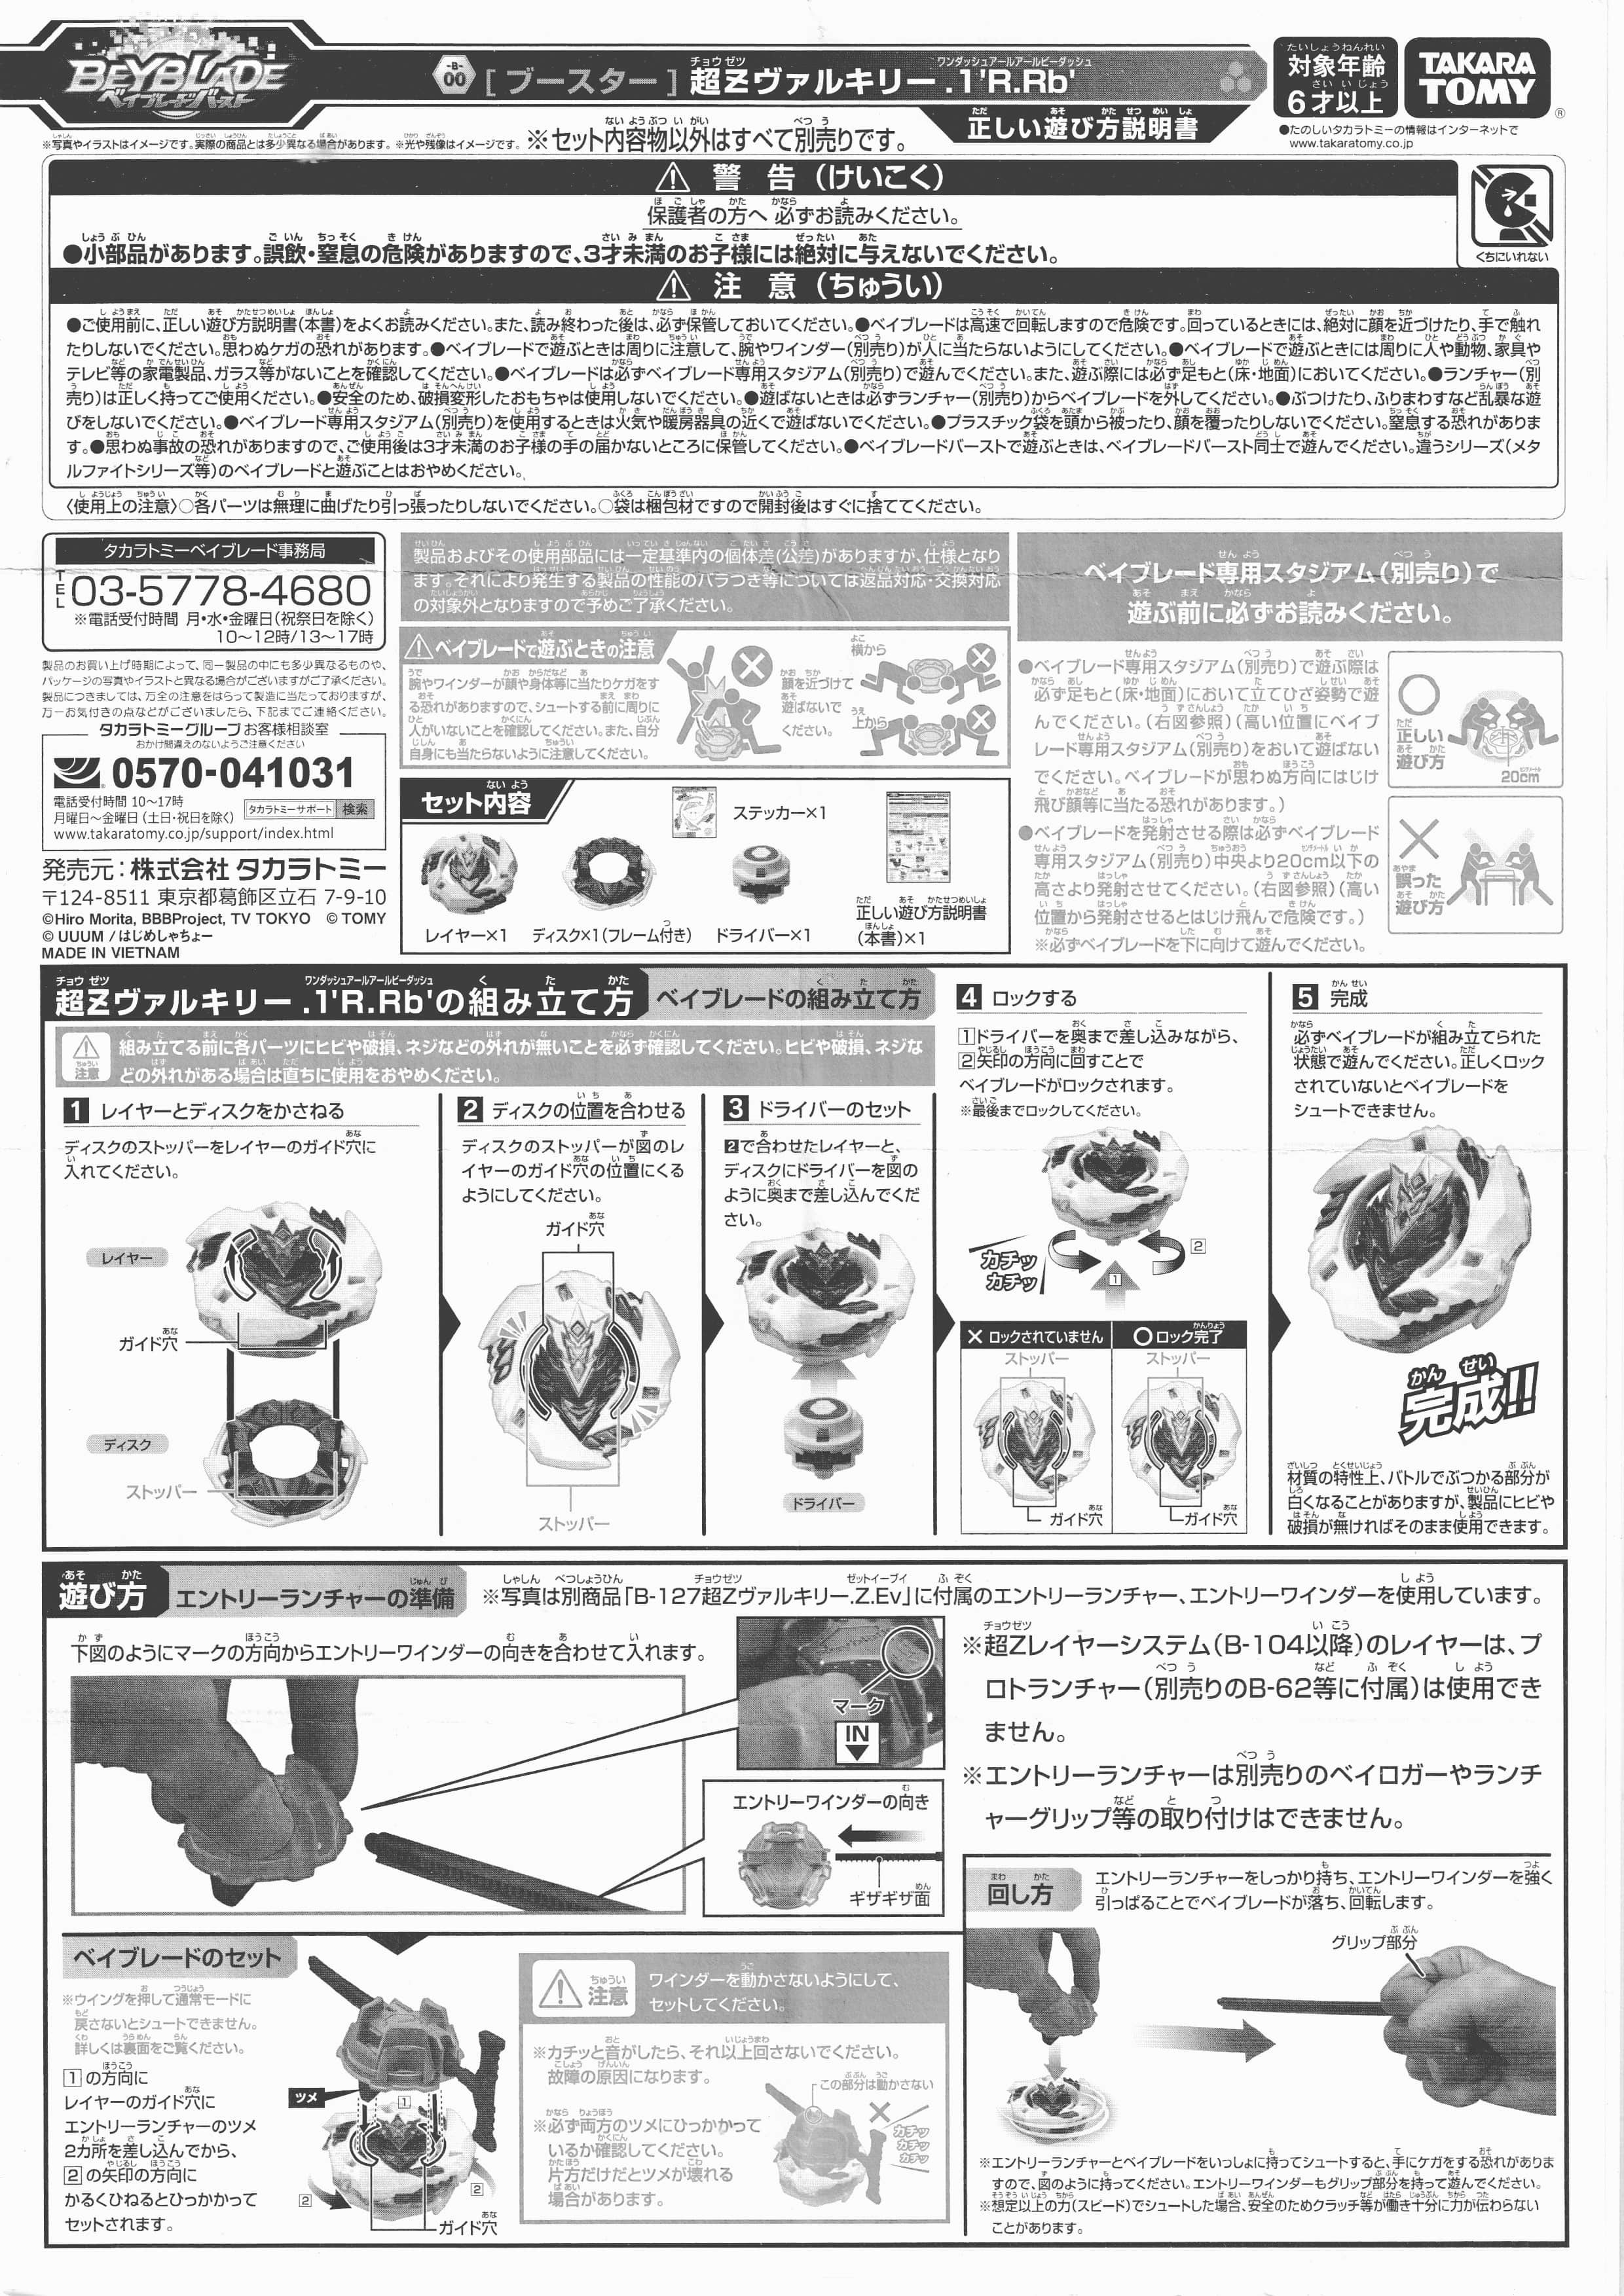 BEYBLADE
ベイブレードバースト
-B-
00
[ブースター] 超Zヴァルキリー .1'R.Rb'
チョウゼツ
ワンダッシュアールアールビーダッシュ
正しい遊び方説明書
対象年齢
6才以上
TAKARA
TOMY
®
※写真やイラストはイメージです。実際の商品とは多少異なる場合があります。※光や残像はイメージです。※セット内容物以外はすべて別売りです。
●たのしいタカラトミーの情報はインターネットで
www.takaratomy.co.jp
⚠ 警 告 (けいこく)
保護者の方へ 必ずお読みください。
●小部品があります。誤飲・窒息の危険がありますので、3才未満のお子様には絶対に与えないでください。
くちにいれない
⚠ 注 意 (ちゅうい)
●ご使用前に、正しい遊び方説明書(本書)をよくお読みください。また、読み終わった後は、必ず保管しておいてください。●ベイブレードは高速で回転しますので危険です。回っているときには、絶対に顔を近づけたり、手で触れ
たりしないでください。思わぬケガの恐れがあります。●ベイブレードで遊ぶときは周りに注意して、腕やワインダー(別売り)が人に当たらないようにしてください。●ベイブレードで遊ぶときには周りに人や動物、家具や
テレビ等の家電製品、ガラス等がないことを確認してください。●ベイブレードは必ずベイブレード専用スタジアム(別売り)で遊んでください。また、遊ぶ際には必ず足もと(床・地面)においてください。●ランチャー(別
売り)は正しく持ってご使用ください。●安全のため、破損変形したおもちゃは使用しないでください。●遊ばないときは必ずランチャー(別売り)からベイブレードを外してください。●ぶつけたり、ふりまわすなど乱暴な遊
びをしないでください。●ベイブレード専用スタジアム(別売り)を使用するときは火気や暖房器具の近くで遊ばないでください。●プラスチック袋を頭から被ったり、顔を覆ったりしないでください。窒息する恐れがありま
す。●思わぬ事故の恐れがありますので、ご使用後は3才未満のお子様の手の届かないところに保管してください。●ベイブレードバーストで遊ぶときは、ベイブレードバースト同士で遊んでください。違うシリーズ(メタ
ルファイトシリーズ等)のベイブレードと遊ぶことはおやめください。
〈使用上の注意〉○各パーツは無理に曲げたり引っ張ったりしないでください。○袋は梱包材ですので開封後はすぐに捨ててください。
タカラトミーベイブレード事務局
TEL 03-5778-4680
※電話受付時間 月・水・金曜日(祝祭日を除く)
10〜12時/13〜17時
製品のお買い上げ時期によって、同一製品の中にも多少異なるものや、
パッケージの写真やイラストと異なる場合がございますがご了承ください。
製品につきましては、万全の注意をはらって製造に当たっておりますが、
万一お気付きの点などがございましたら、下記までご連絡ください。
タカラトミーグループ お客様相談室
おかけ間違えのないようご注意ください
0570-041031
電話受付時間 10〜17時
月曜日〜金曜日 (土日・祝日を除く)
タカラトミーサポート 検索
www.takaratomy.co.jp/support/index.html
発売元：株式会社 タカラトミー
〒124-8511 東京都葛飾区立石 7-9-10
©Hiro Morita, BBBProject, TV TOKYO © TOMY
© UUUM / はじめしゃちょー
MADE IN VIETNAM
製品およびその使用部品には一定基準内の個体差(公差)がありますが、仕様となり
ます。それにより発生する製品の性能のバラつき等については返品対応・交換対応
の対象外となりますので予めご了承ください。
⚠ベイブレードで遊ぶときの注意
腕やワインダーが顔や身体等に当たりケガをす
る恐れがありますので、シュートする前に周りに
人がいないことを確認してください。また、自分
自身にも当たらないように注意してください。
顔を近づけて
遊ばないで
ください。
横から
上から
セット内容
レイヤー×1
ディスク×1(フレーム付き)
ステッカー×1
ドライバー×1
正しい遊び方説明書
(本書)×1
ベイブレード専用スタジアム(別売り)で
遊ぶ前に必ずお読みください。
●ベイブレード専用スタジアム(別売り)で遊ぶ際は
必ず足もと(床・地面)において立てひざ姿勢で遊
んでください。(右図参照)(高い位置にベイブ
レード専用スタジアム(別売り)をおいて遊ばない
でください。ベイブレードが思わぬ方向にはじけ
飛び顔等に当たる恐れがあります。)
●ベイブレードを発射させる際は必ずベイブレード
専用スタジアム(別売り)中央より20cm以下の
高さより発射させてください。(右図参照)(高い
位置から発射させるとはじけ飛んで危険です。)
※必ずベイブレードを下に向けて遊んでください。
正しい
遊び方
20cm
誤った
遊び方
超Zヴァルキリー .1'R.Rb'の組み立て方
ベイブレードの組み立て方
注意
組み立てる前に各パーツにヒビや破損、ネジなどの外れが無いことを必ず確認してください。ヒビや破損、ネジな
どの外れがある場合は直ちに使用をおやめください。
1 レイヤーとディスクをかさねる
ディスクのストッパーをレイヤーのガイド穴に
入れてください。
レイヤー
ガイド穴
ディスク
ストッパー
2 ディスクの位置を合わせる
ディスクのストッパーが図のレ
イヤーのガイド穴の位置にくる
ようにしてください。
ガイド穴
ストッパー
3 ドライバーのセット
2で合わせたレイヤーと、
ディスクにドライバーを図の
ように奥まで差し込んでくだ
さい。
ドライバー
4 ロックする
1ドライバーを奥まで差し込みながら、
2矢印の方向に回すことで
ベイブレードがロックされます。
※最後までロックしてください。
カチッ
カチッ
1
2
×ロックされていません
○ロック完了
ストッパー
ストッパー
ガイド穴
ガイド穴
5 完成
必ずベイブレードが組み立てられた
状態で遊んでください。正しくロック
されていないとベイブレードを
シュートできません。
完成!!
材質の特性上、バトルでぶつかる部分が
白くなることがありますが、製品にヒビや
破損が無ければそのまま使用できます。
遊び方 エントリーランチャーの準備
※写真は別商品「B-127超Zヴァルキリー.Z.Ev」に付属のエントリーランチャー、エントリーワインダーを使用しています。
下図のようにマークの方向からエントリーワインダーの向きを合わせて入れます。
マーク
IN
エントリーワインダーの向き
ギザギザ面
※超Zレイヤーシステム(B-104以降)のレイヤーは、プ
ロトランチャー(別売りのB-62等に付属)は使用でき
ません。
※エントリーランチャーは別売りのベイロガーやランチ
ャーグリップ等の取り付けはできません。
ベイブレードのセット
※ウイングを押して通常モードに
戻さないとシュートできません。
詳しくは裏面をご覧ください。
1の方向に
レイヤーのガイド穴に
エントリーランチャーのツメ
2カ所を差し込んでから、
2の矢印の方向に
かるくひねるとひっかかって
セットされます。
ツメ
1
2
2
ガイド穴
注意
ワインダーを動かさないようにして、
セットしてください。
※カチッと音がしたら、それ以上回さないでください。
故障の原因になります。
※必ず両方のツメにひっかかって
いるか確認してください。
片方だけだとツメが壊れる
場合があります。
この部分は動かさない
カチッ
カチッ
カチッ
回し方
エントリーランチャーをしっかり持ち、エントリーワインダーを強く
引っぱることでベイブレードが落ち、回転します。
グリップ部分
※エントリーランチャーとベイブレードをいっしょに持ってシュートすると、手にケガをする恐れがありま
すので、図のように持ってください。エントリーワインダーもグリップ部分を持って遊んでください。
※想定以上の力(スピード)でシュートした場合、安全のためクラッチ等が働き十分に力が伝わらない
ことがあります。